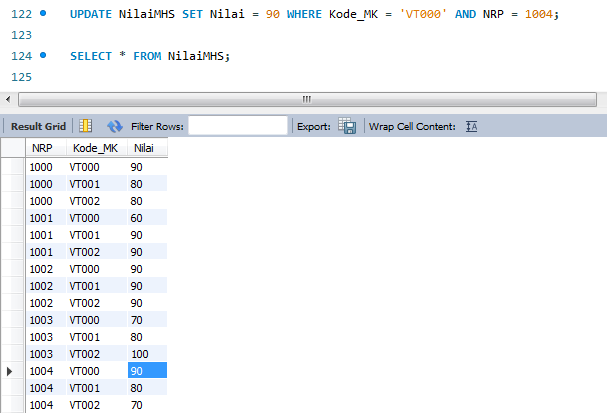 122 UPDATE NilaiMHS SET Nilai = 90 WHERE Kode_MK = 'VT000' AND NRP = 1004;
123
124 SELECT * FROM NilaiMHS;
125
Result Grid Filter Rows: Export: Wrap Cell Content:
NRP Kode_MK Nilai
1000 VT000 90
1000 VT001 80
1000 VT002 80
1001 VT000 60
1001 VT001 90
1001 VT002 90
1002 VT000 90
1002 VT001 90
1002 VT002 90
1003 VT000 70
1003 VT001 80
1003 VT002 100
1004 VT000 90
1004 VT001 80
1004 VT002 70